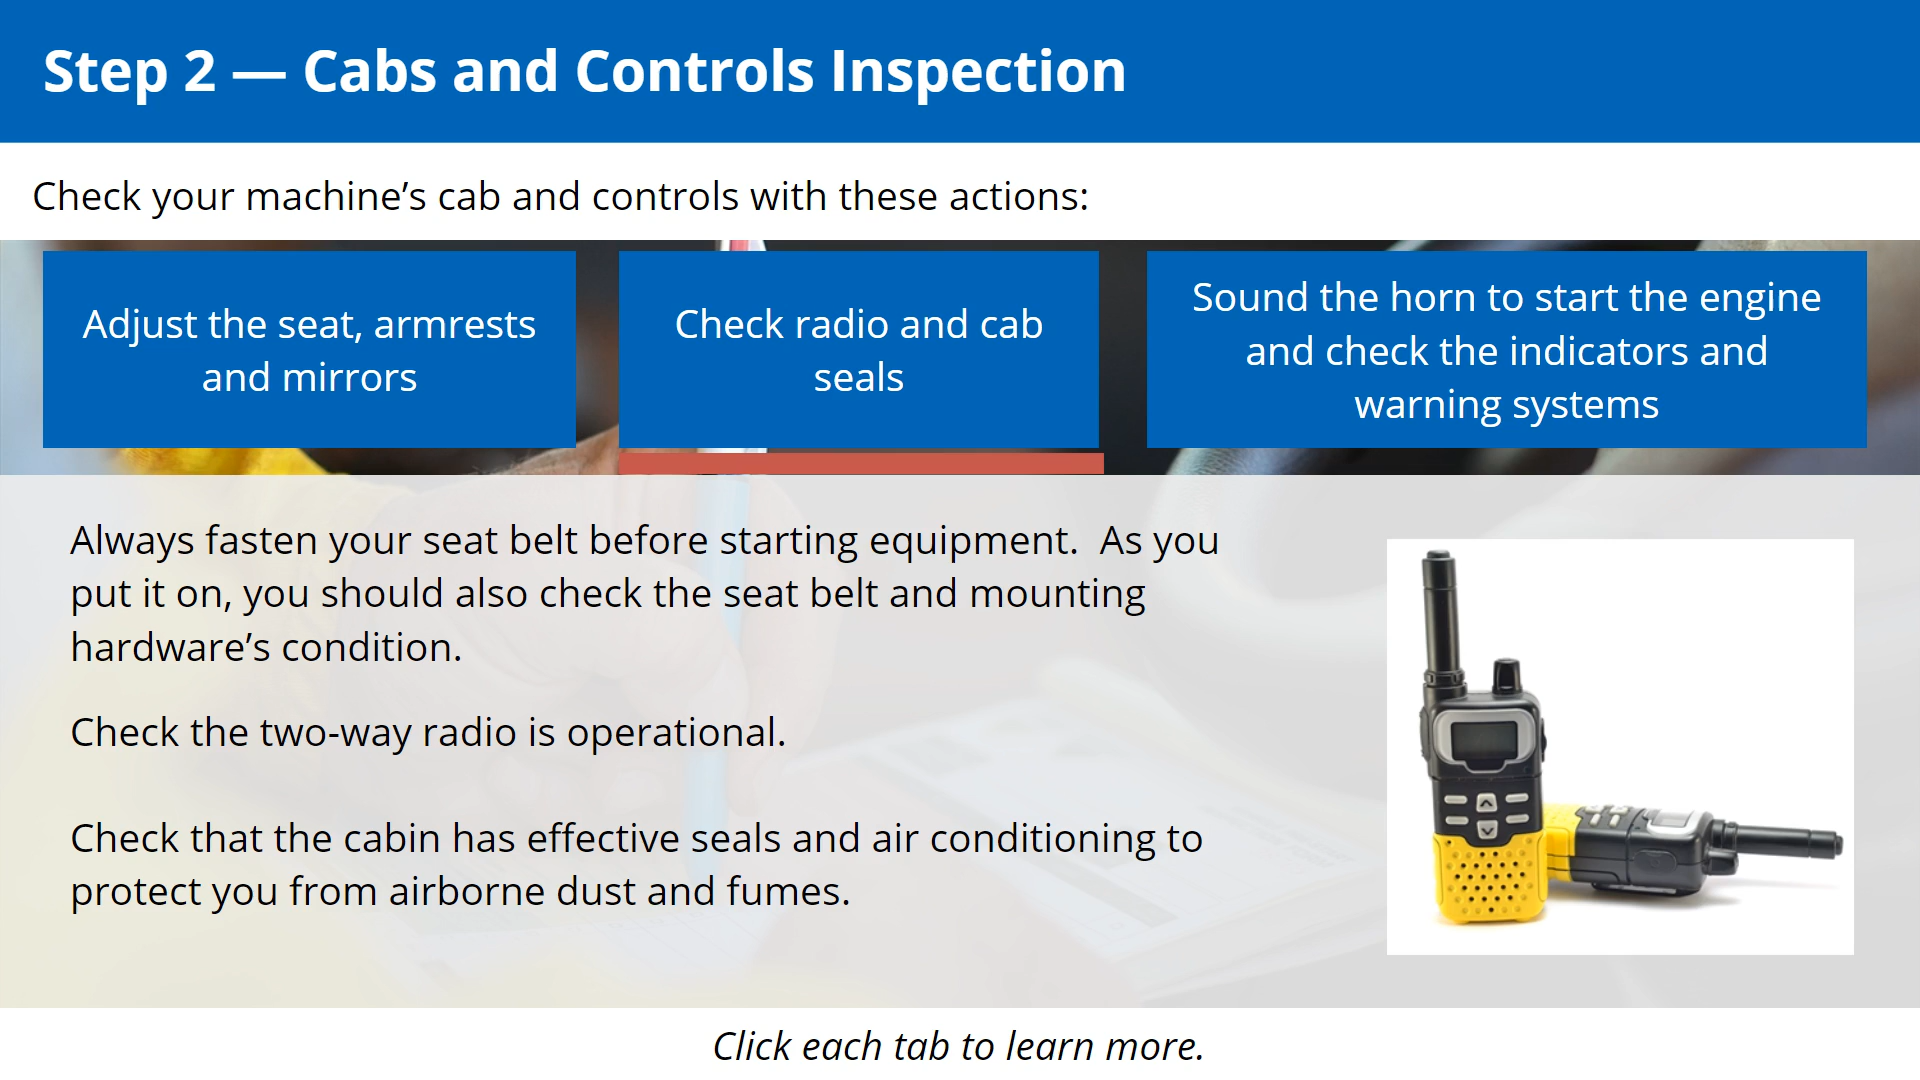 Step 2 — Cabs and Controls Inspection
Check your machine’s cab and controls with these actions:
Adjust the seat, armrests
and mirrors
Check radio and cab
seals
Sound the horn to start the engine
and check the indicators and
warning systems
Always fasten your seat belt before starting equipment.  As you
put it on, you should also check the seat belt and mounting
hardware’s condition.
Check the two-way radio is operational.
Check that the cabin has effective seals and air conditioning to
protect you from airborne dust and fumes.
Click each tab to learn more.